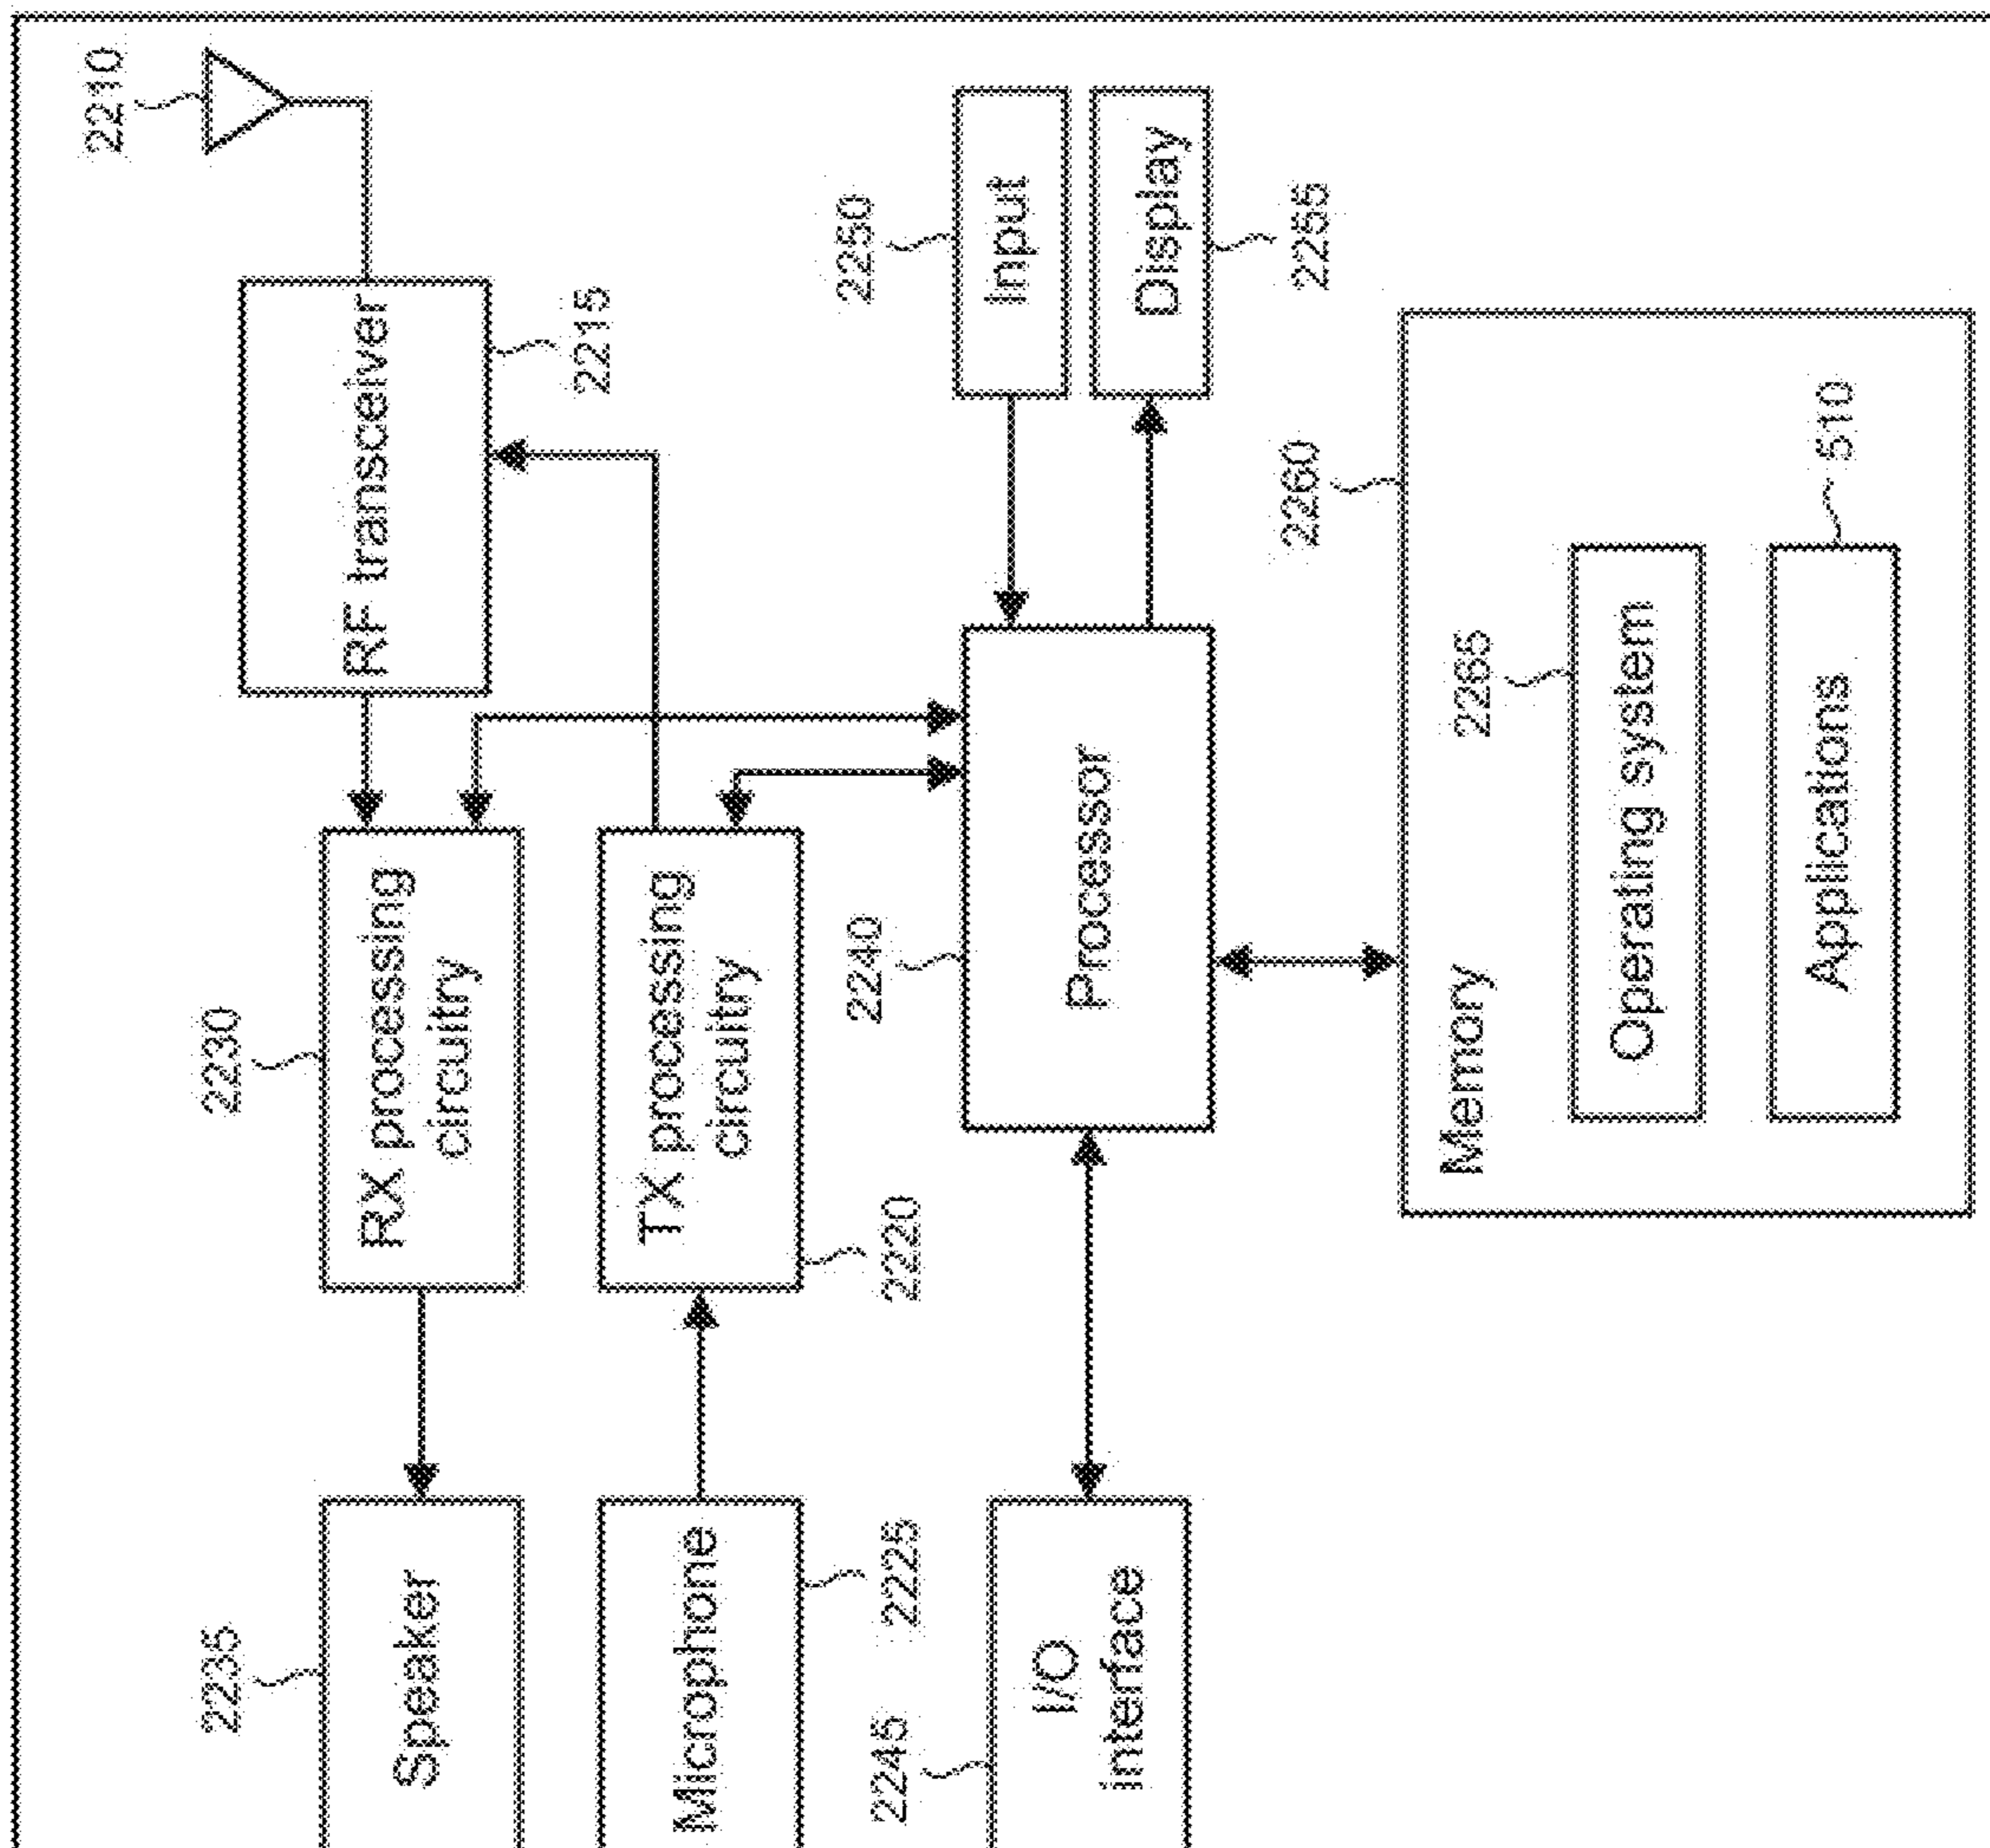 2210
RF transceiver
2215
2230
RX processing
circuitry
TX processing
circuitry
2220
2235
Speaker
Microphone
2225
2250
Input
Display
2255
2240
Processor
2245
I/O
interface
2260
Memory
2265
Operating system
Applications
510